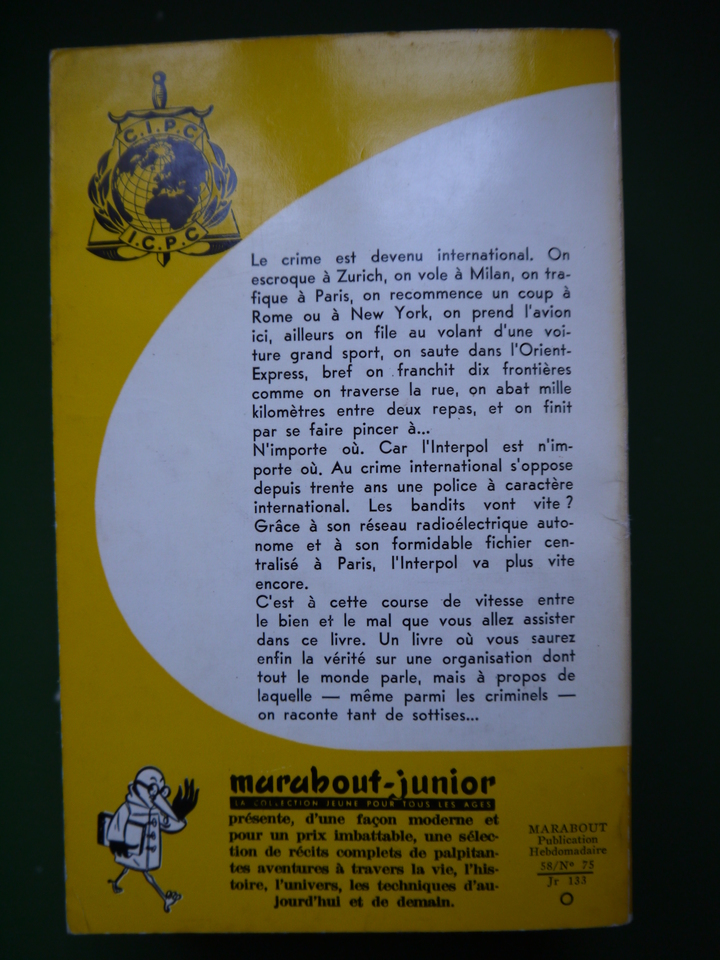 C.I.P.C
I.C.P.C
Le crime est devenu international. On
escroque à Zurich, on vole à Milan, on tra-
fique à Paris, on recommence un coup à
Rome ou à New York, on prend l'avion
ici, ailleurs on file au volant d'une voi-
ture grand sport, on saute dans l'Orient-
Express, bref on franchit dix frontières
comme on traverse la rue, on abat mille
kilomètres entre deux repas, et on finit
par se faire pincer à...
N'importe où. Car l'Interpol est n'im-
porte où. Au crime international s'oppose
depuis trente ans une police à caractère
international. Les bandits vont vite ?
Grâce à son réseau radioélectrique auto-
nome et à son formidable fichier cen-
tralisé à Paris, l'Interpol va plus vite
encore.
C'est à cette course de vitesse entre
le bien et le mal que vous allez assister
dans ce livre. Un livre où vous saurez
enfin la vérité sur une organisation dont
tout le monde parle, mais à propos de
laquelle — même parmi les criminels —
on raconte tant de sottises...
marabout-junior
LA COLLECTION JEUNE POUR TOUS LES AGES
présente, d'une façon moderne et
pour un prix imbattable, une sélec-
tion de récits complets de palpitan-
tes aventures à travers la vie, l'his-
toire, l'univers, les techniques d'au-
jourd'hui et de demain.
MARABOUT
Publication
Hebdomadaire
58/N° 75
Jr 133
O